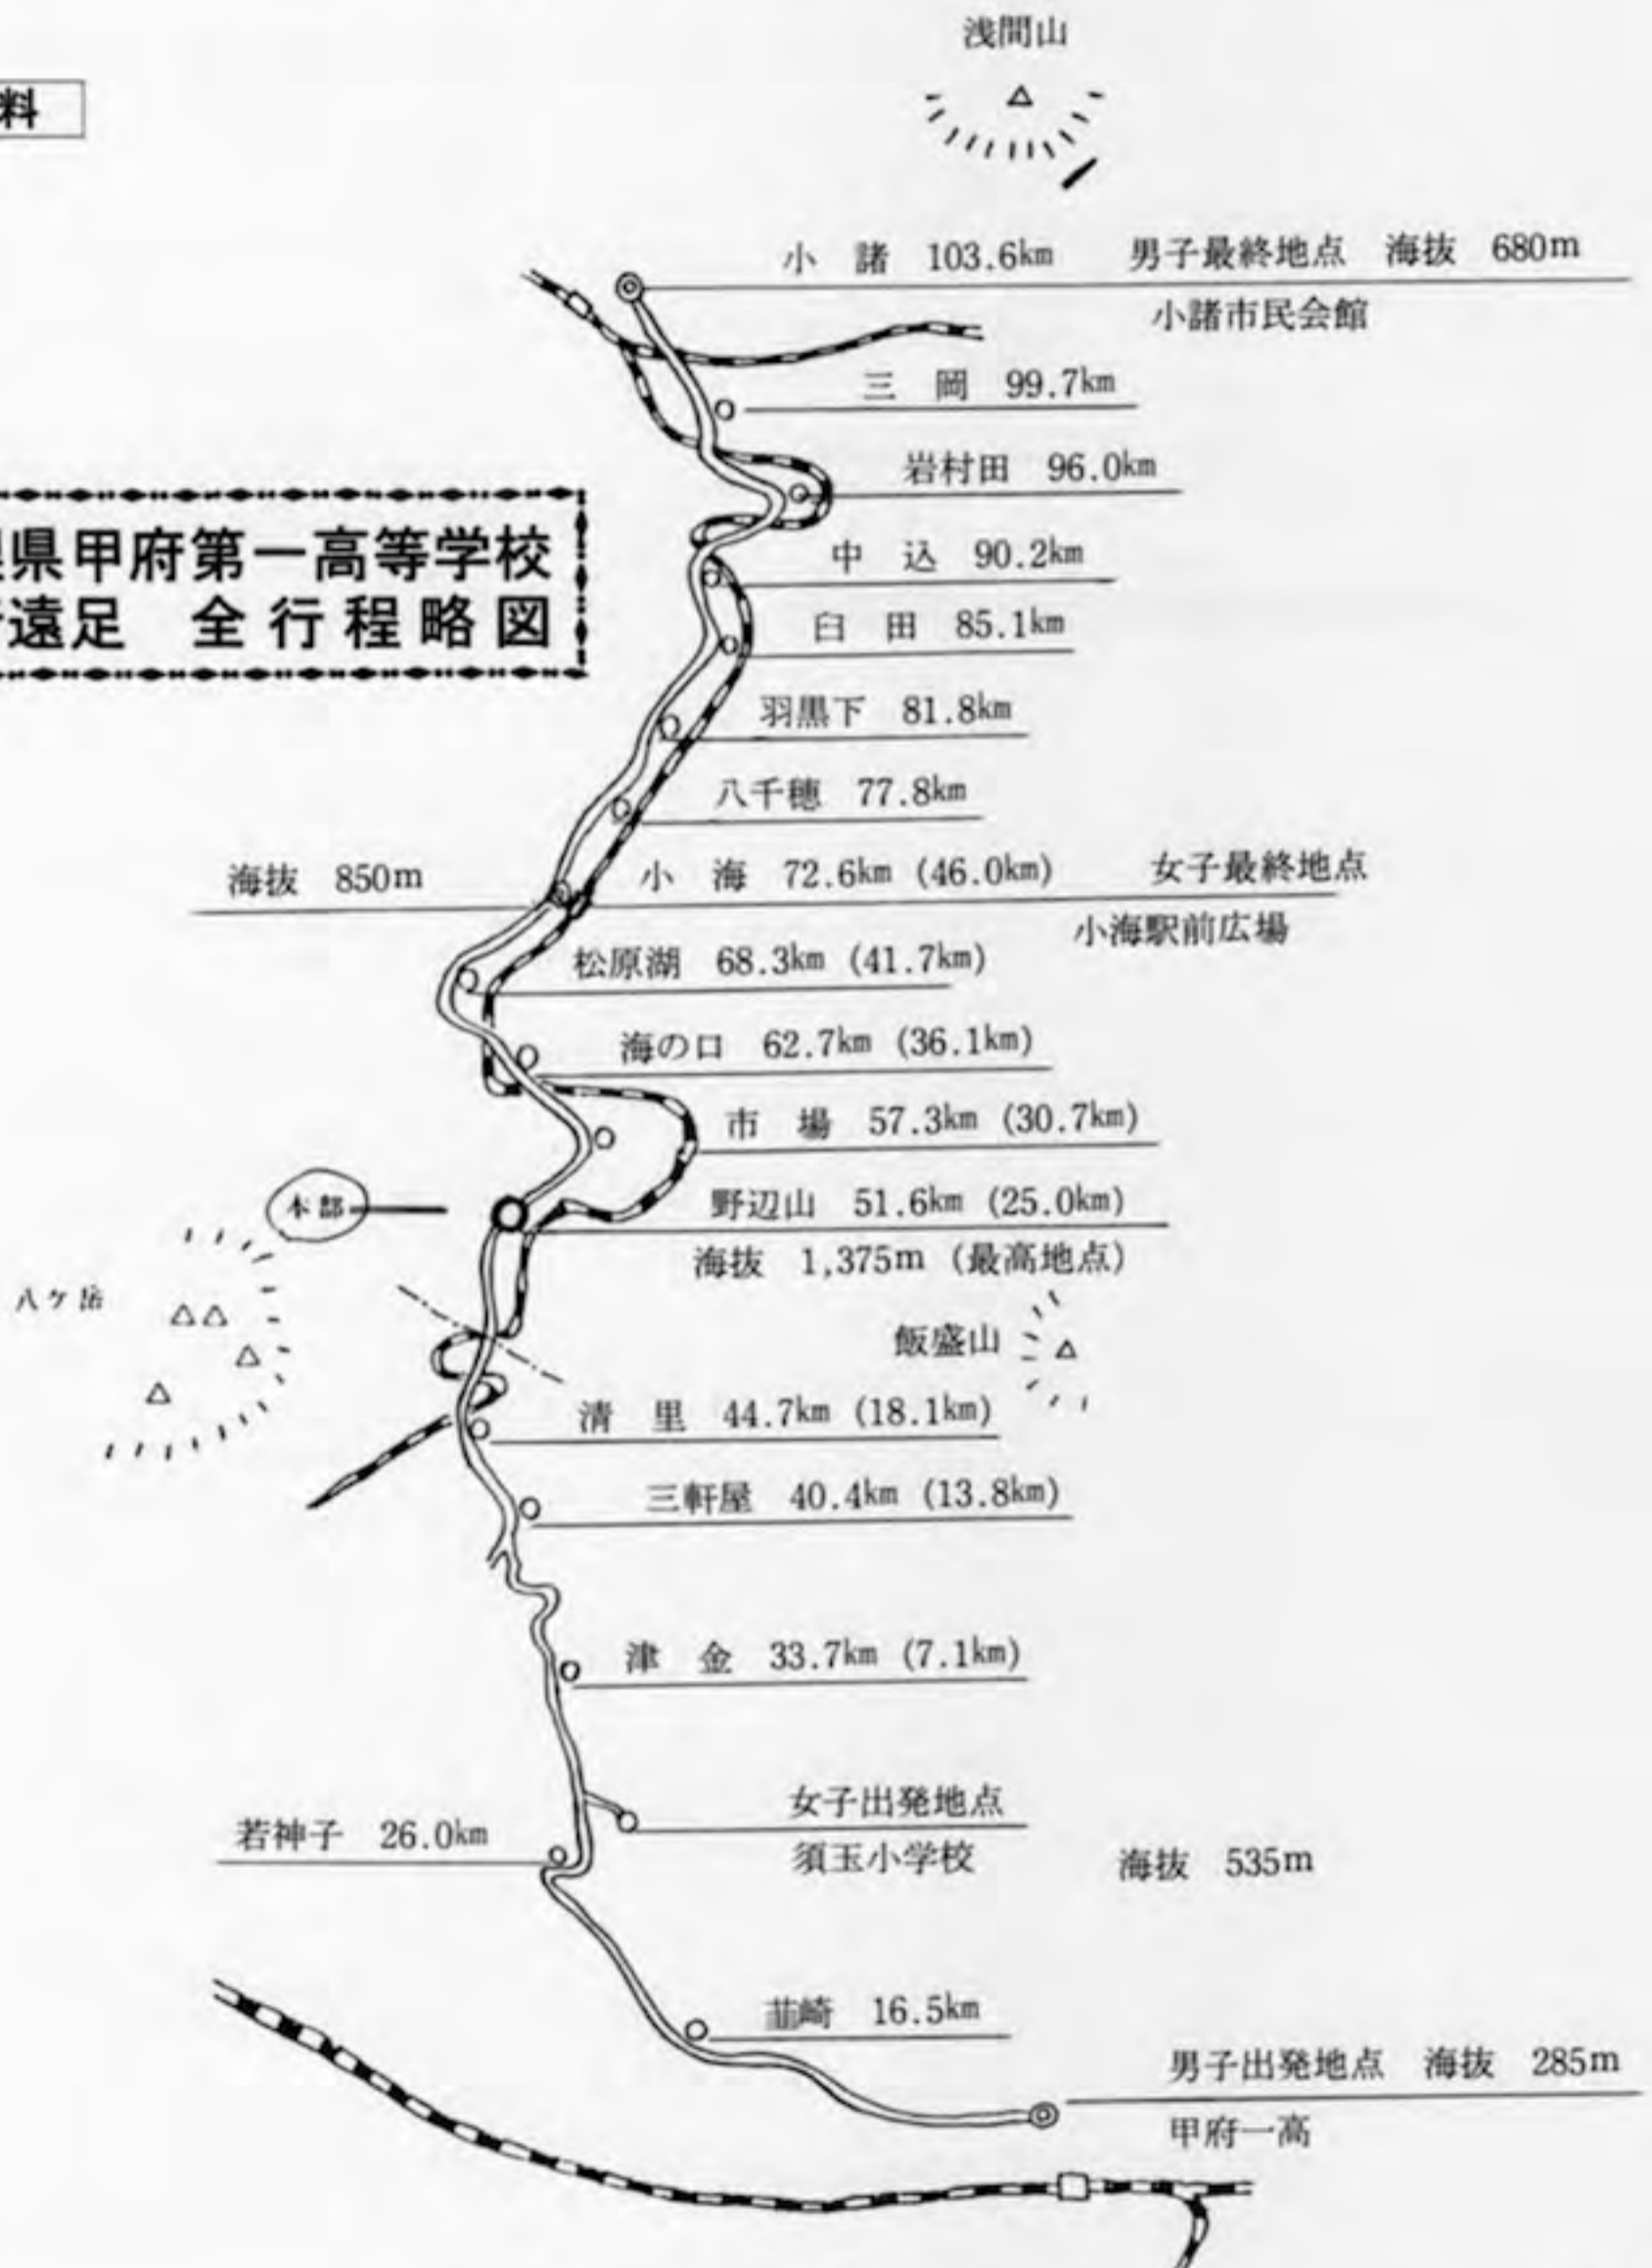 浅間山
料
小諸 103.6km 男子最終地点 海抜 680m
小諸市民会館
三岡 99.7km
岩村田 96.0km
県甲府第一高等学校
遠足 全行程略図
中込 90.2km
臼田 85.1km
羽黒下 81.8km
八千穂 77.8km
海抜 850m 小海 72.6km (46.0km) 女子最終地点
小海駅前広場
松原湖 68.3km (41.7km)
海の口 62.7km (36.1km)
市場 57.3km (30.7km)
本部
野辺山 51.6km (25.0km)
海抜 1,375m (最高地点)
八ケ岳
飯盛山
清里 44.7km (18.1km)
三軒屋 40.4km (13.8km)
津金 33.7km (7.1km)
女子出発地点
若神子 26.0km
須玉小学校 海抜 535m
韮崎 16.5km
男子出発地点 海抜 285m
甲府一高